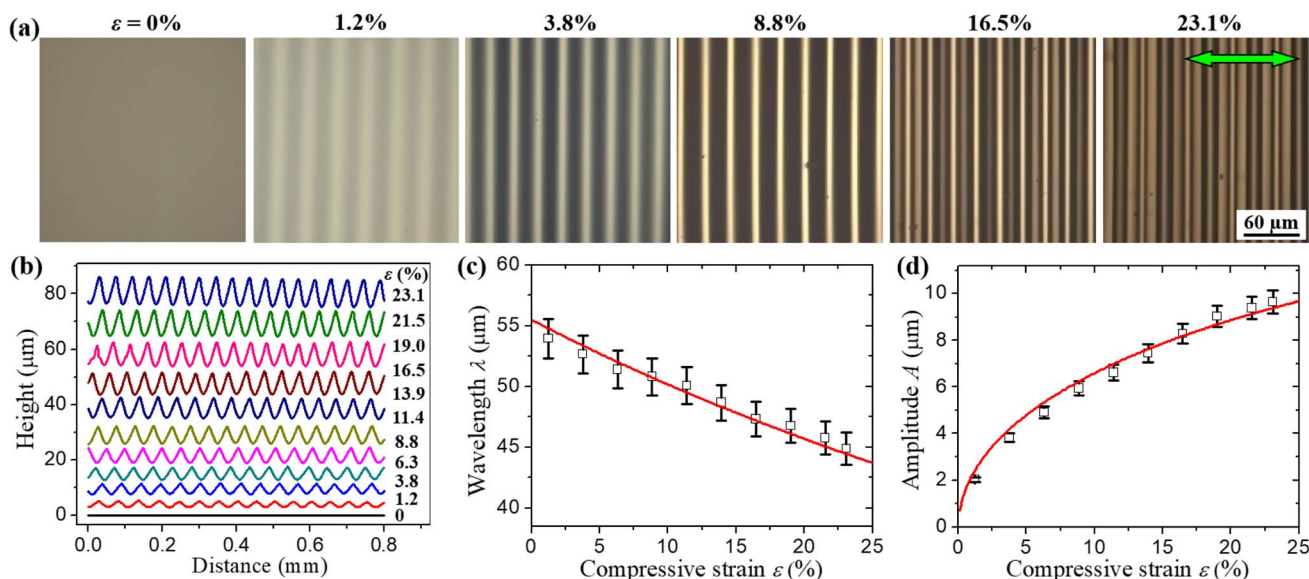 (a) ε = 0% 1.2% 3.8% 8.8% 16.5% 23.1%
60 µm
(b)
Height (µm)
80
60
40
20
0
ε (%)
23.1
21.5
19.0
16.5
13.9
11.4
8.8
6.3
3.8
1.2
0
0.0 0.2 0.4 0.6 0.8
Distance (mm)
(c)
Wavelength λ (µm)
60
55
50
45
40
0 5 10 15 20 25
Compressive strain ε (%)
(d)
Amplitude A (µm)
10
8
6
4
2
0
0 5 10 15 20 25
Compressive strain ε (%)